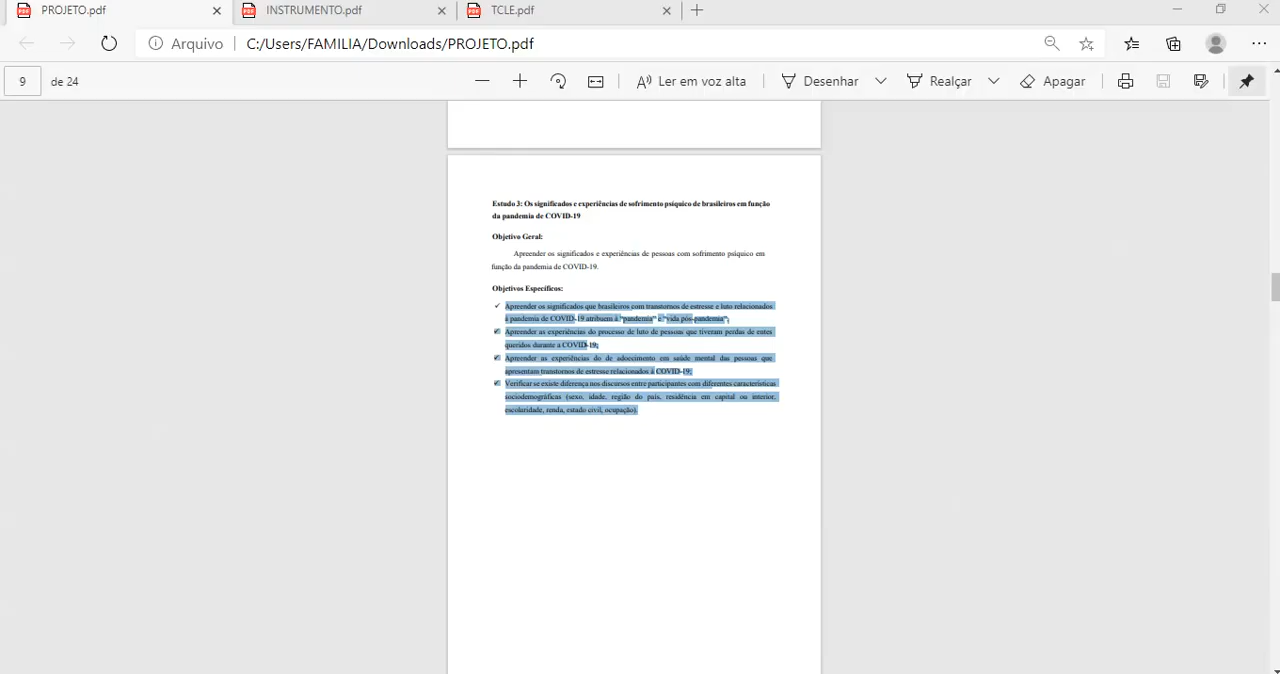 PROJETO.pdf
INSTRUMENTO.pdf
TCLE.pdf
Arquivo
C:/Users/FAMILIA/Downloads/PROJETO.pdf
9
de 24
Ler em voz alta
Desenhar
Realçar
Apagar
Estudo 3: Os significados e experiências de sofrimento psíquico de brasileiros em função
da pandemia de COVID-19
Objetivo Geral:
Apreender os significados e experiências de pessoas com sofrimento psíquico em
função da pandemia de COVID-19.
Objetivos Específicos:
Apreender os significados que brasileiros com transtornos de estresse e luto relacionados
à pandemia de COVID-19 atribuem à "pandemia" e "vida pós-pandemia";
Apreender as experiências do processo de luto de pessoas que tiveram perdas de entes
queridos durante a COVID-19;
Apreender as experiências do de adoecimento em saúde mental das pessoas que
apresentam transtornos de estresse relacionados à COVID-19;
Verificar se existe diferença nos discursos entre participantes com diferentes características
sociodemográficas (sexo, idade, região do país, residência em capital ou interior,
escolaridade, renda, estado civil, ocupação).